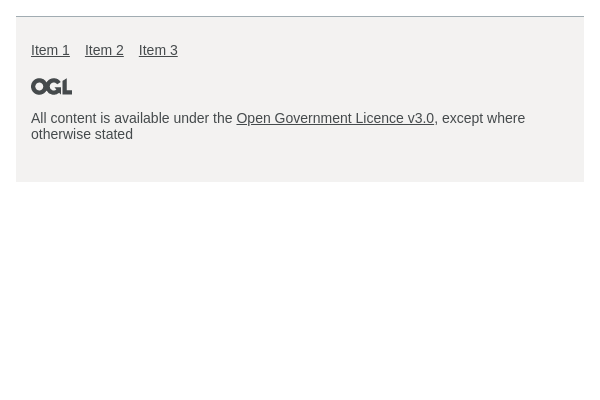 Item 1 Item 2 Item 3
OGL
All content is available under the Open Government Licence v3.0, except where
otherwise stated